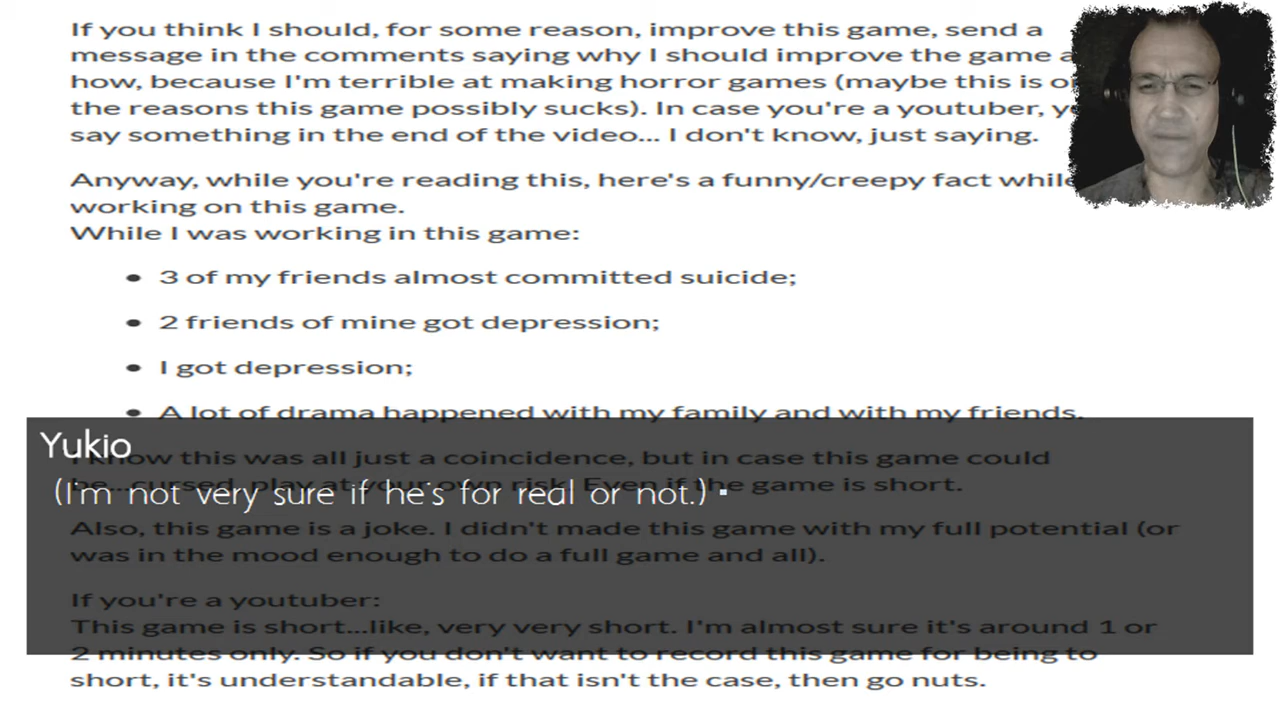 If you think I should, for some reason, improve this game, send a
message in the comments saying why I should improve the game
how, because I'm terrible at making horror games (maybe this is
the reasons this game possibly sucks). In case you're a youtuber,
say something in the end of the video... I don't know, just saying.
Anyway, while you're reading this, here's a funny/creepy fact while
working on this game.
While I was working in this game:
• 3 of my friends almost committed suicide;
• 2 friends of mine got depression;
• I got depression;
• A lot of drama happened with my family and with my friends.
Yukio
I know this was all just a coincidence, but in case this game could
be...cursed, play at your own risk. Even if the game is short.
(I'm not very sure if he's for real or not.)
Also, this game is a joke. I didn't made this game with my full potential (or
was in the mood enough to do a full game and all).
If you're a youtuber:
This game is short...like, very very short. I'm almost sure it's around 1 or
2 minutes only. So if you don't want to record this game for being to
short, it's understandable, if that isn't the case, then go nuts.